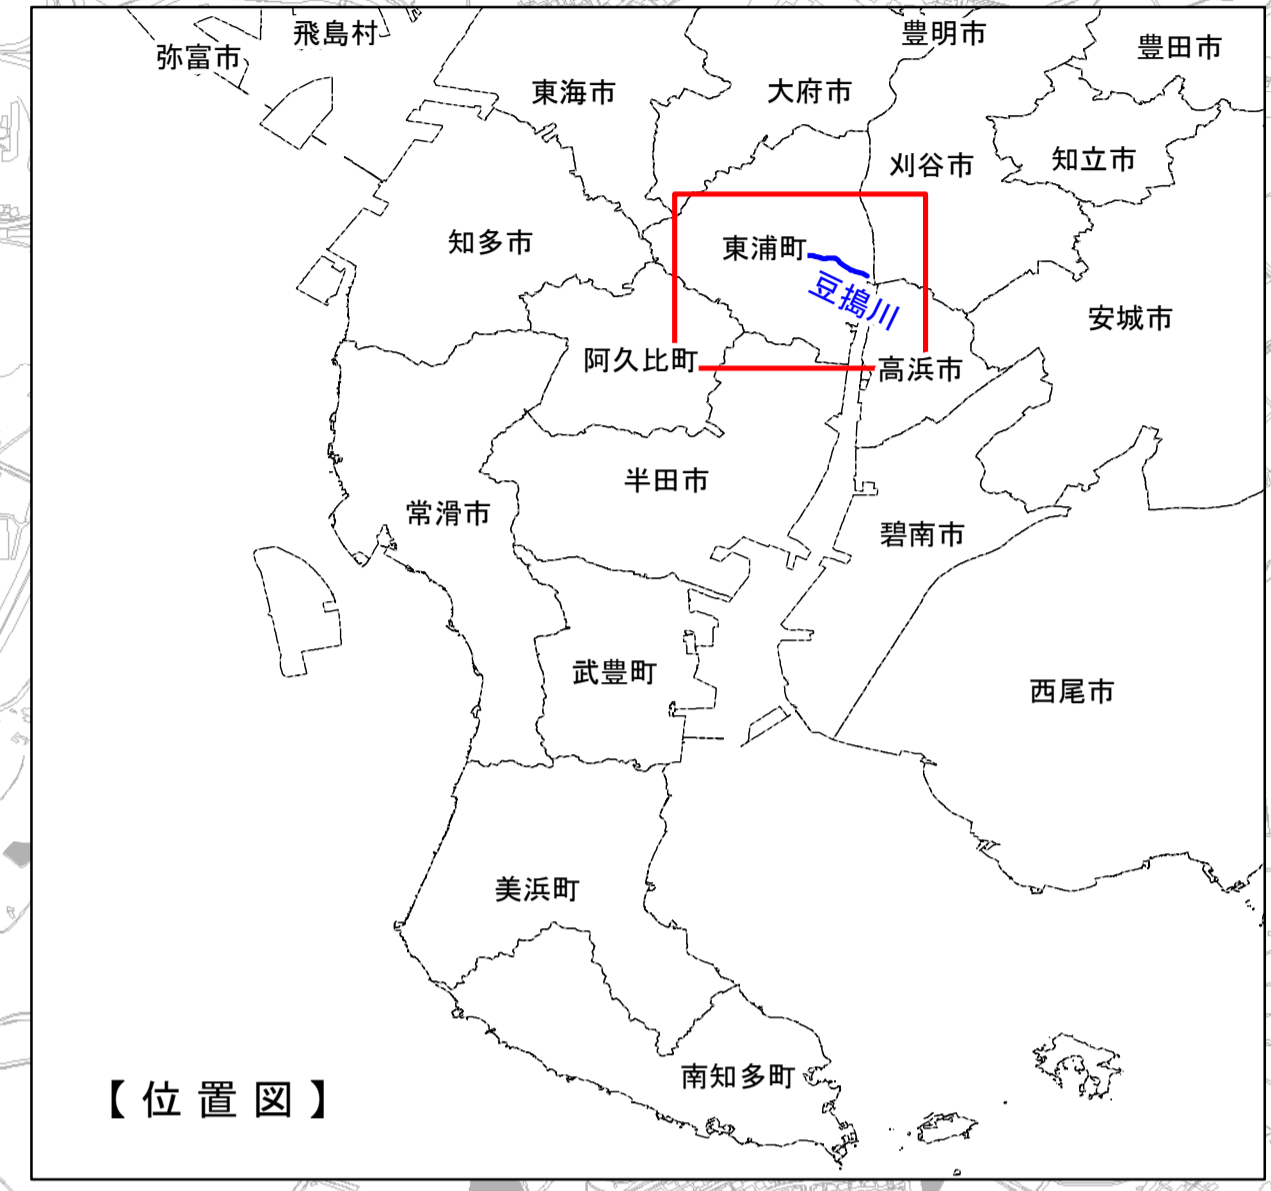 飛島村
豊明市
弥富市
豊田市
東海市
大府市
刈谷市
知立市
知多市
東浦町
豆搗川
安城市
阿久比町
高浜市
半田市
常滑市
碧南市
武豊町
西尾市
美浜町
南知多町
【位置図】